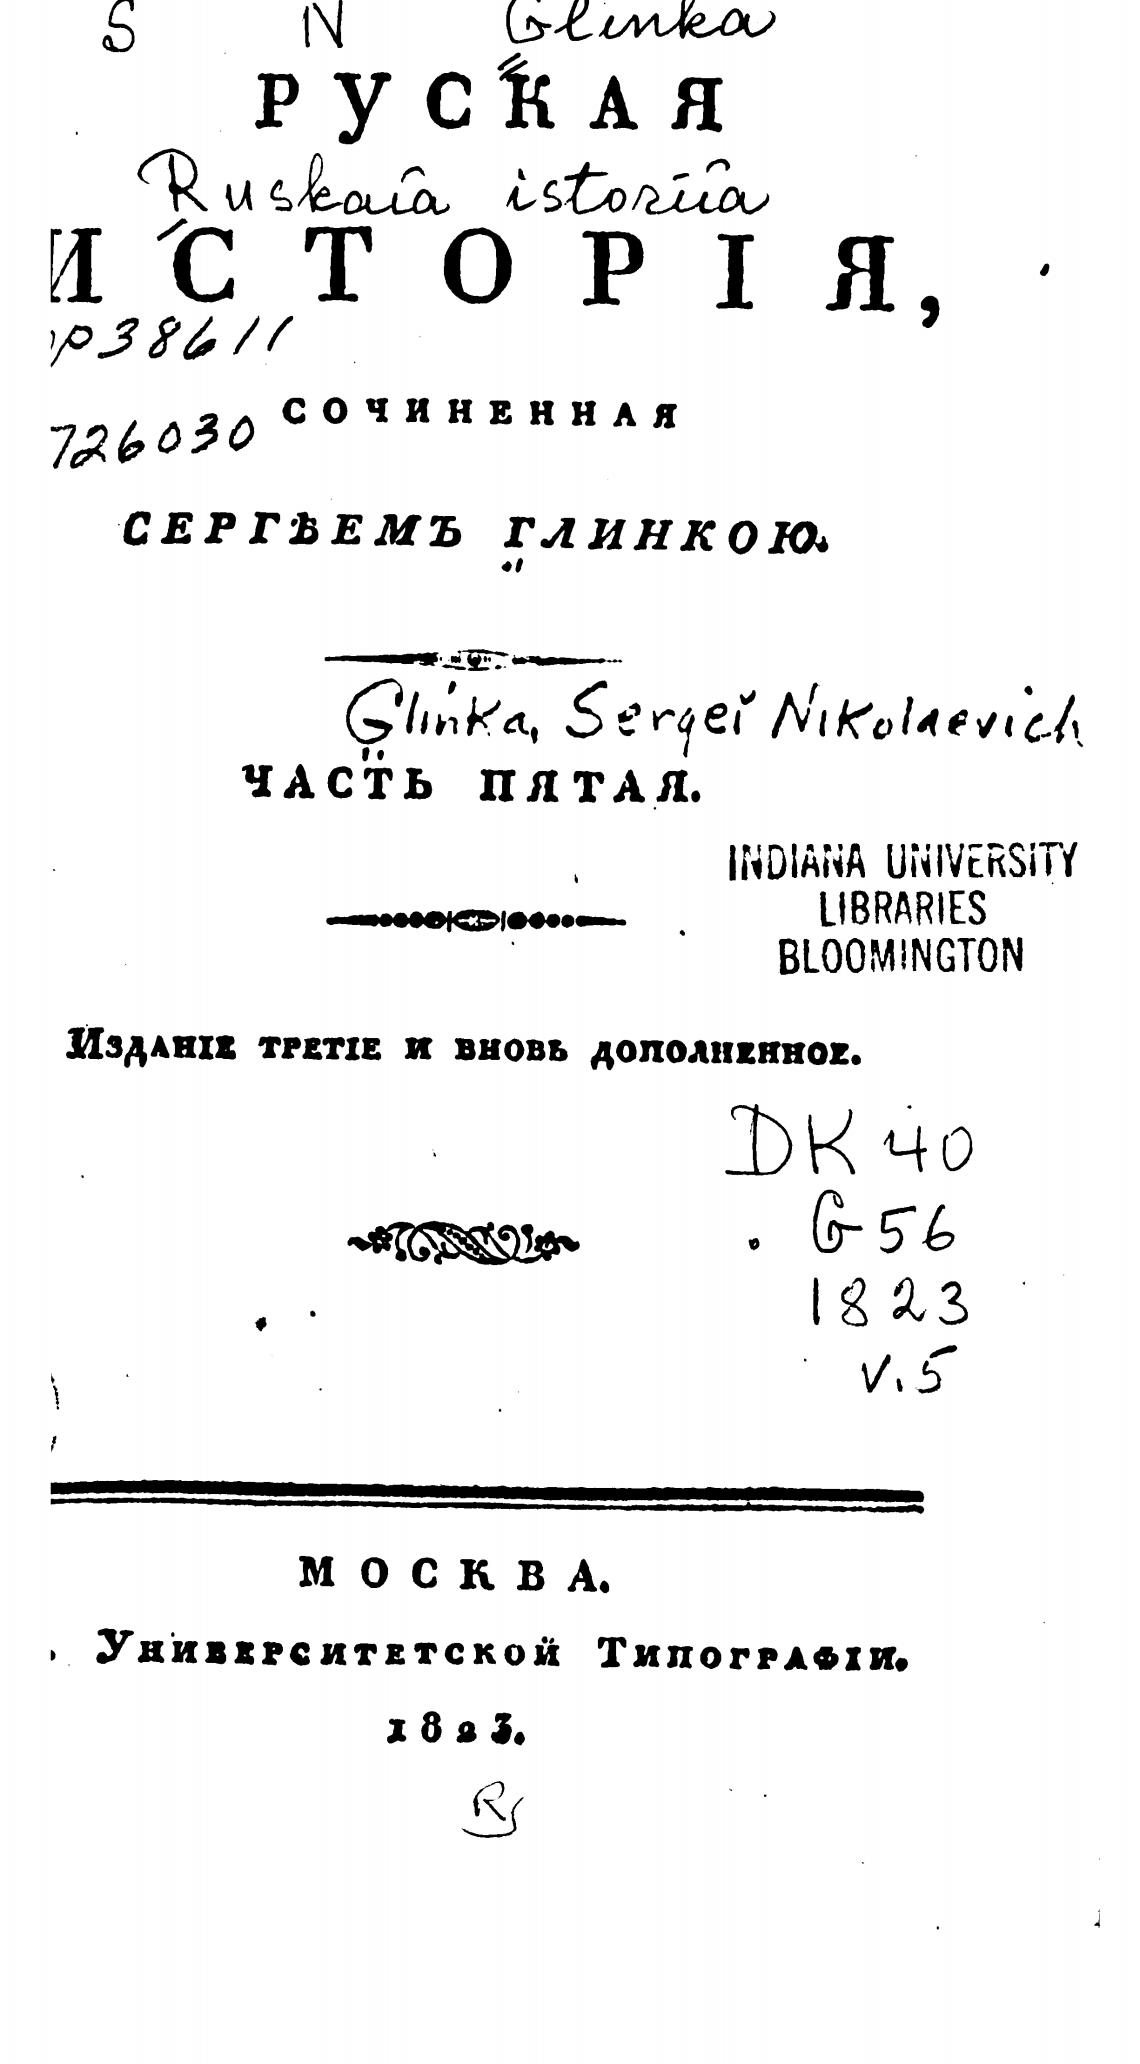 S N Glinka
РУСКАЯ
Ruskaia istoriia
ИСТОРІЯ,
p38611
726030
СОЧИНЕННАЯ
СЕРГѢЕМЪ ГЛИНКОЮ.
Glinka, Sergeĭ Nikolaevich
ЧАСТЬ ПЯТАЯ.
INDIANA UNIVERSITY
LIBRARIES
BLOOMINGTON
Изданіе третіе и вновь дополненное.
DK 40
G56
1823
v.5
МОСКВА.
Университетской Типографіи.
1823.